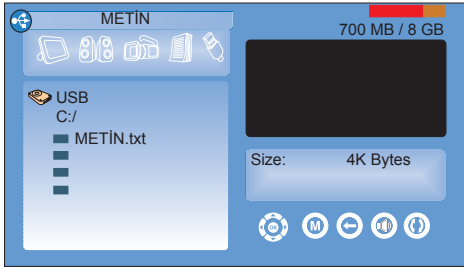 METİN
700 MB / 8 GB
USB
C:/
METİN.txt
Size: 4K Bytes
OK
M